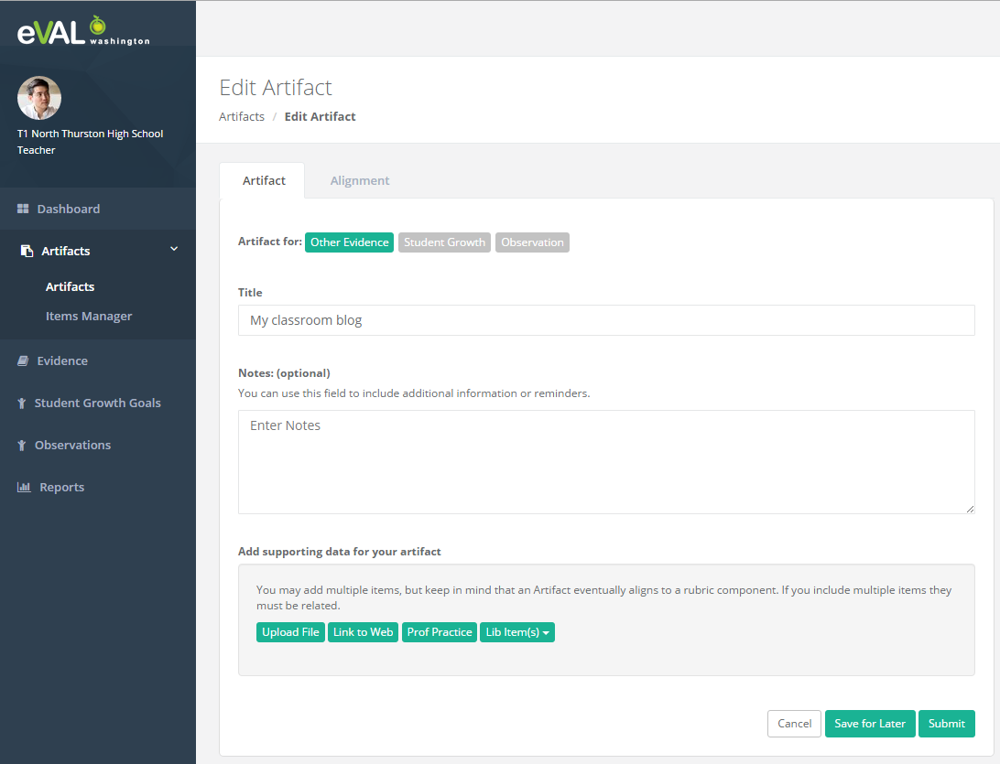 eVAL washington
T1 North Thurston High School
Teacher
Dashboard
Artifacts
Artifacts
Items Manager
Evidence
Student Growth Goals
Observations
Reports
Edit Artifact
Artifacts / Edit Artifact
Artifact Alignment
Artifact for: Other Evidence Student Growth Observation
Title
My classroom blog
Notes: (optional)
You can use this field to include additional information or reminders.
Enter Notes
Add supporting data for your artifact
You may add multiple items, but keep in mind that an Artifact eventually aligns to a rubric component. If you include multiple items they
must be related.
Upload File Link to Web Prof Practice Lib Item(s)
Cancel Save for Later Submit